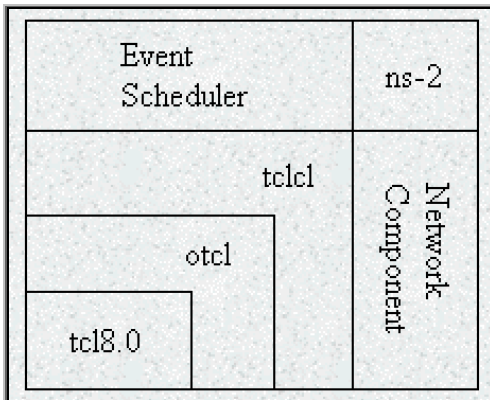 Event
Scheduler
ns-2
tclcl
Network
Component
otcl
tcl8.0